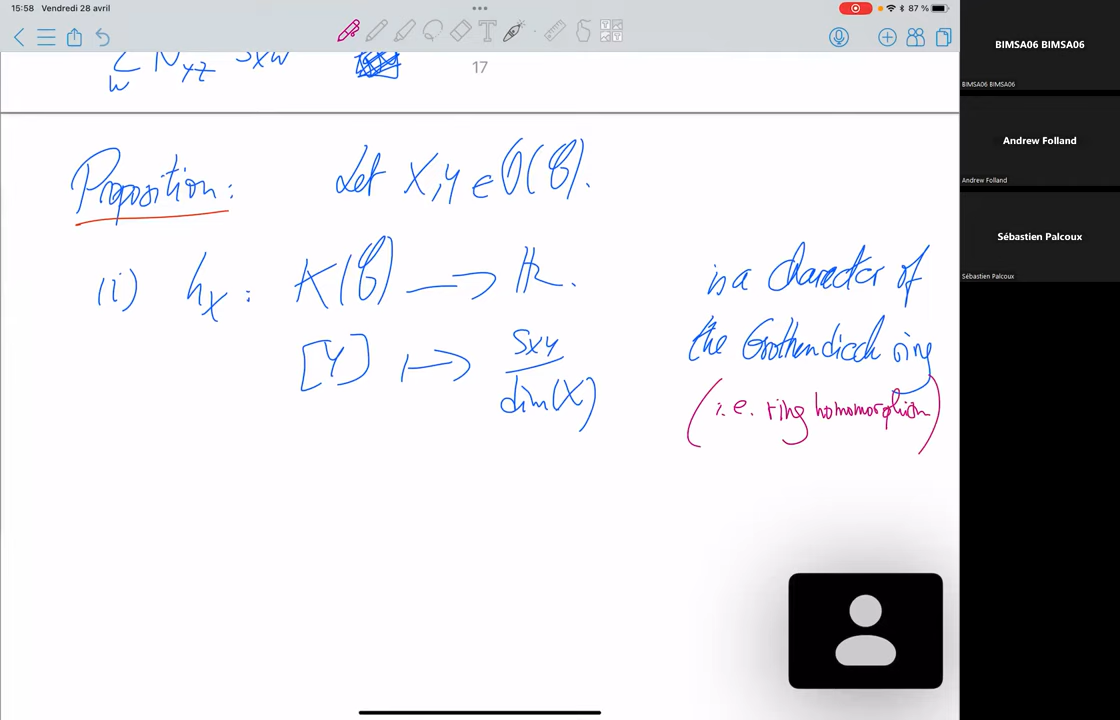 15:58 Vendredi 28 avril
87 %
17
Proposition: Let X,Y ∈ O(C).
(i) h_X : K(C) → k. is a character of
[Y] ↦ S_XY / dim(X) the Grothendieck ring
(i.e. ring homomorphism)
BIMSA06 BIMSA06
BIMSA06 BIMSA06
Andrew Folland
Andrew Folland
Sébastien Palcoux
Sébastien Palcoux